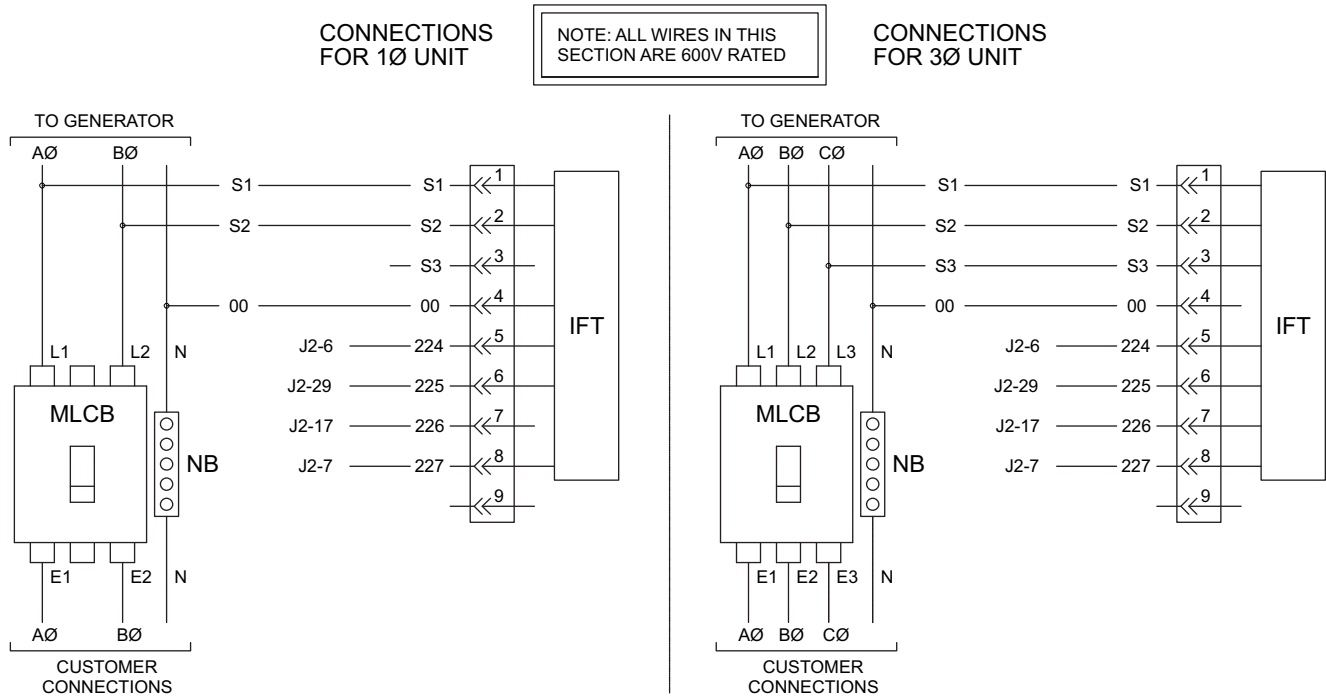 CONNECTIONS
FOR 1Ø UNIT
NOTE: ALL WIRES IN THIS
SECTION ARE 600V RATED
CONNECTIONS
FOR 3Ø UNIT
TO GENERATOR
AØ BØ
S1 S1 1
S2 S2 2
S3 3
00 00 4
J2-6 224 5
J2-29 225 6
J2-17 226 7
J2-7 227 8
9
IFT
L1 L2 N
MLCB
NB
E1 E2 N
AØ BØ
CUSTOMER
CONNECTIONS
TO GENERATOR
AØ BØ CØ
S1 S1 1
S2 S2 2
S3 S3 3
00 00 4
J2-6 224 5
J2-29 225 6
J2-17 226 7
J2-7 227 8
9
IFT
L1 L2 L3 N
MLCB
NB
E1 E2 E3 N
AØ BØ CØ
CUSTOMER
CONNECTIONS